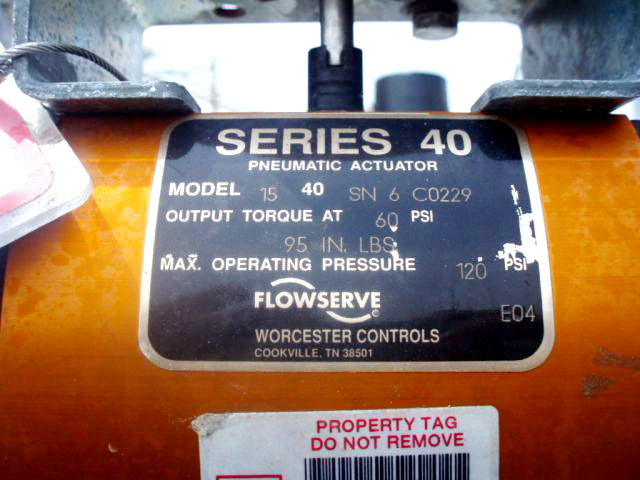 SERIES 40
PNEUMATIC ACTUATOR
MODEL 15 40 SN 6 C0229
OUTPUT TORQUE AT 60 PSI
95 IN. LBS
MAX. OPERATING PRESSURE 120 PSI
FLOWSERVE
E04
WORCESTER CONTROLS
COOKVILLE, TN 38501
PROPERTY TAG
DO NOT REMOVE